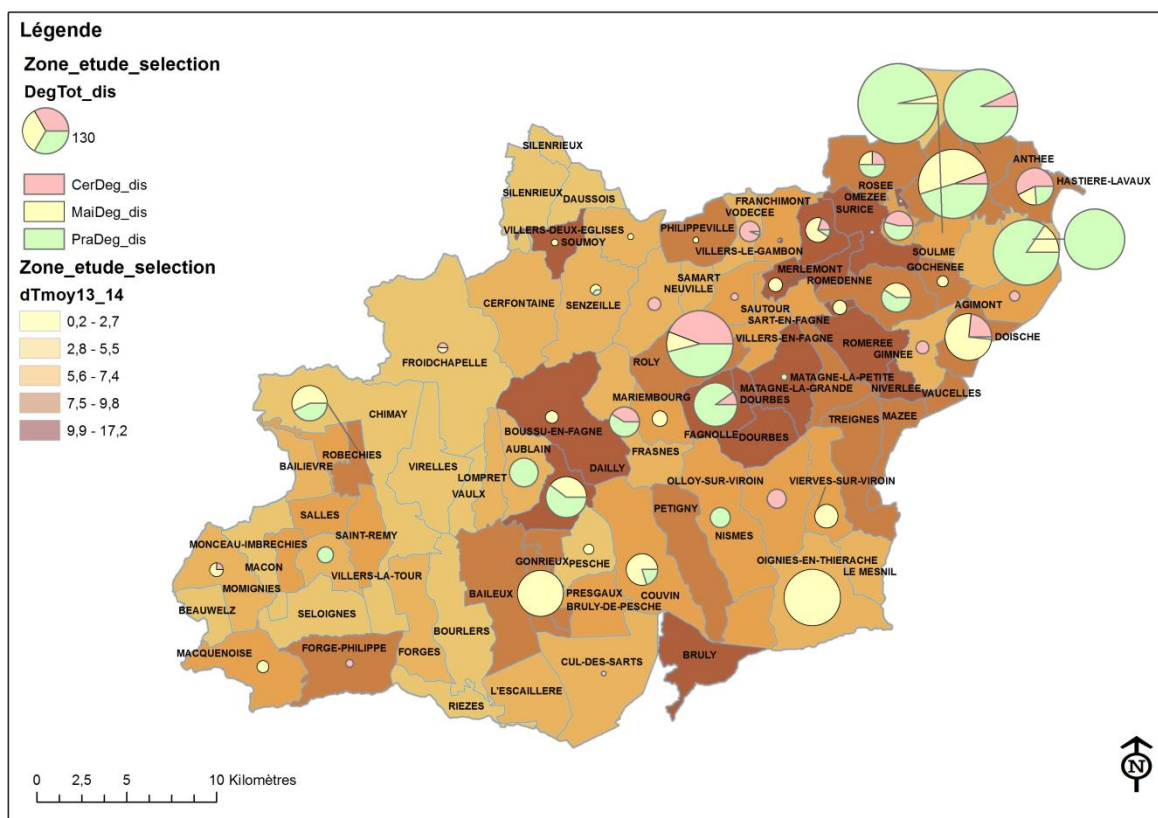 Légende
Zone_etude_selection
DegTot_dis
130
CerDeg_dis
MaiDeg_dis
PraDeg_dis
Zone_etude_selection
dTmoy13_14
0,2 - 2,7
2,8 - 5,5
5,6 - 7,4
7,5 - 9,8
9,9 - 17,2
SILENRIEUX
SILENRIEUX
DAUSSOIS
VILLERS-DEUX-EGLISES
SOUMOY
CERFONTAINE
SENZEILLE
FROIDCHAPELLE
PHILIPPEVILLE
FRANCHIMONT
VODECEE
VILLERS-LE-GAMBON
ROSEE
OMEZEE
SURICE
ANTHEE
HASTIERE-LAVAUX
SOULME
GOCHENEE
MERLEMONT
ROMEDENNE
AGIMONT
SAMART
NEUVILLE
SAUTOUR
SART-EN-FAGNE
VILLERS-EN-FAGNE
ROMEREE
GIMNEE
DOISCHE
ROLY
MATAGNE-LA-PETITE
MATAGNE-LA-GRANDE
NIVERLEE
VAUCELLES
DOURBES
MARIEMBOURG
FAGNOLLE
DOURBES
TREIGNES
MAZEE
BOUSSU-EN-FAGNE
CHIMAY
ROBECHIES
BAILIEVRE
VIRELLES
LOMPRET
VAULX
AUBLAIN
DAILLY
FRASNES
OLLOY-SUR-VIROIN
VIERVES-SUR-VIROIN
SALLES
SAINT-REMY
PETIGNY
NISMES
MONCEAU-IMBRECHIES
MACON
MOMIGNIES
VILLERS-LA-TOUR
GONRIEUX
PESCHE
OIGNIES-EN-THIERACHE
LE MESNIL
BAILEUX
PRESGAUX
COUVIN
BRULY-DE-PESCHE
BEAUWELZ
SELOIGNES
BOURLERS
MACQUENOISE
FORGE-PHILIPPE
FORGES
CUL-DES-SARTS
BRULY
L'ESCAILLERE
RIEZES
0 2,5 5 10 Kilomètres
N